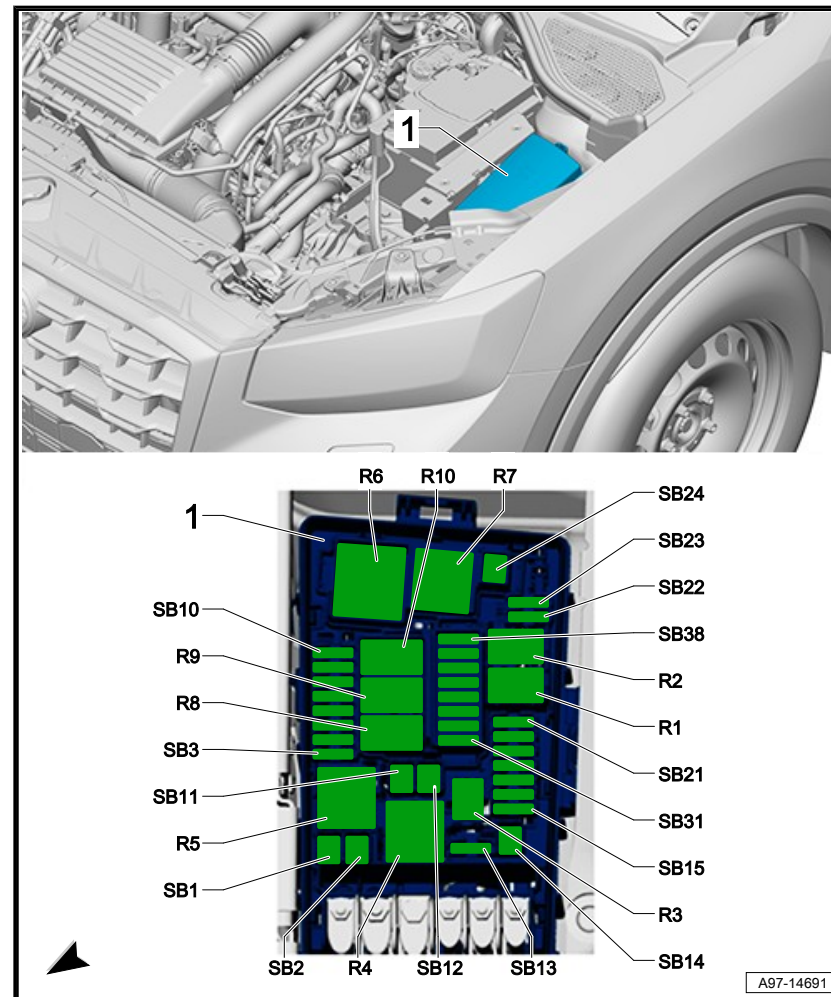 1
R6 R10 R7
SB24
1
SB23
SB22
SB10
SB38
R9
R2
R8
R1
SB3
SB21
SB11
SB31
R5
SB15
SB1
R3
SB14
SB2 R4 SB12 SB13
A97-14691